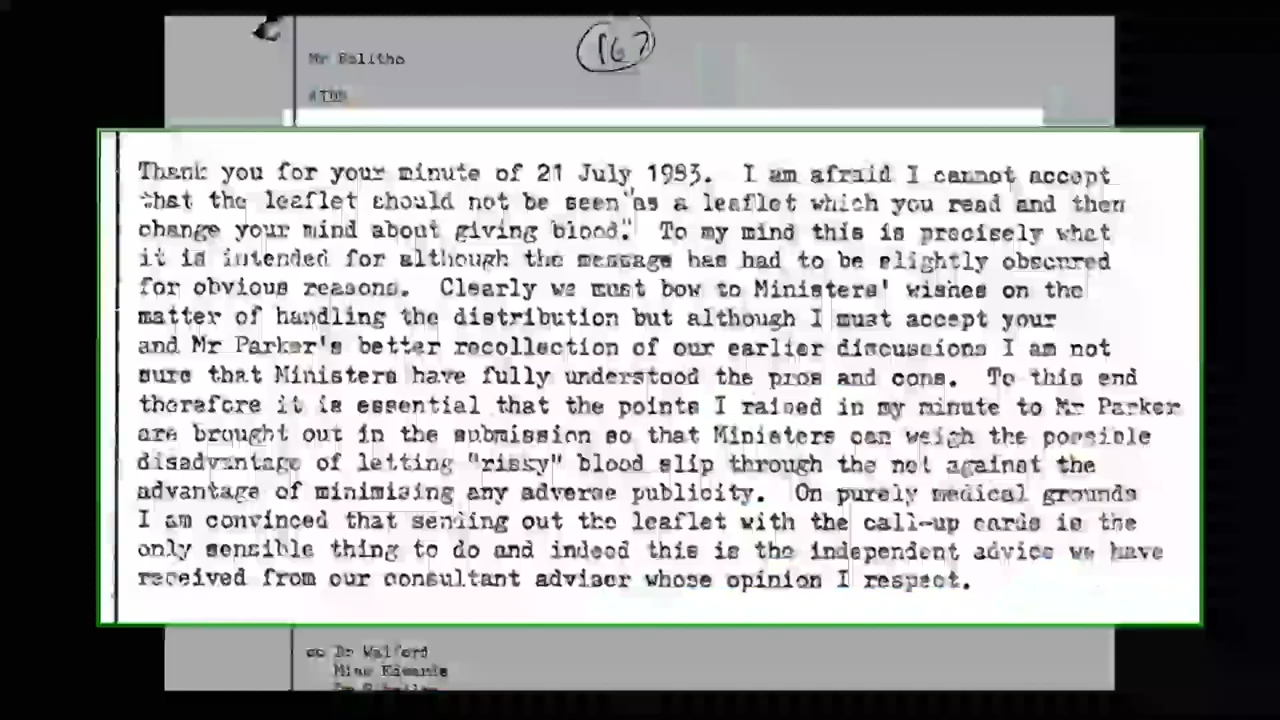 167
Mr Balitho
Thank you for your minute of 21 July 1983. I am afraid I cannot accept
that the leaflet should not be seen "as a leaflet which you read and then
change your mind about giving blood." To my mind this is precisely what
it is intended for although the message has had to be slightly obscured
for obvious reasons. Clearly we must bow to Ministers' wishes on the
matter of handling the distribution but although I must accept your
and Mr Parker's better recollection of our earlier discussions I am not
sure that Ministers have fully understood the pros and cons. To this end
therefore it is essential that the points I raised in my minute to Mr Parker
are brought out in the submission so that Ministers can weigh the possible
disadvantage of letting "risky" blood slip through the net against the
advantage of minimising any adverse publicity. On purely medical grounds
I am convinced that sending out the leaflet with the call-up cards is the
only sensible thing to do and indeed this is the independent advice we have
received from our consultant adviser whose opinion I respect.
cc Dr Walford
Miss Edwards